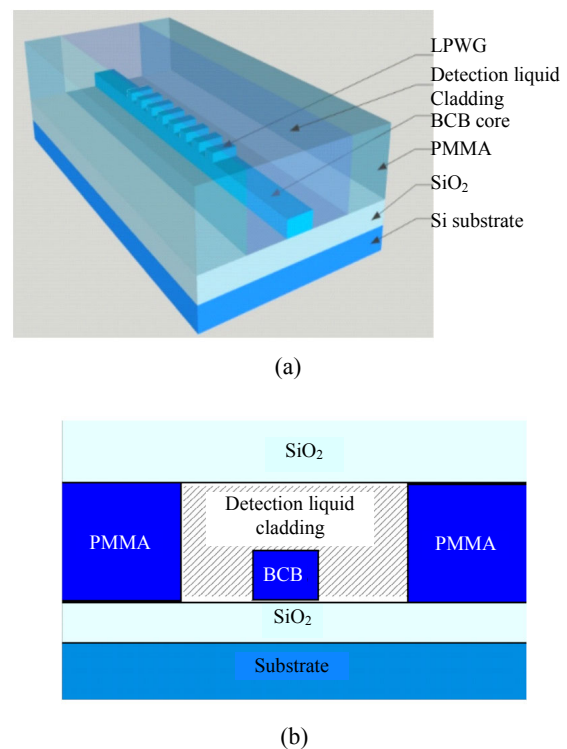 LPWG
Detection liquid
Cladding
BCB core
PMMA
SiO₂
Si substrate
(a)
SiO₂
PMMA
Detection liquid
cladding
PMMA
BCB
SiO₂
Substrate
(b)